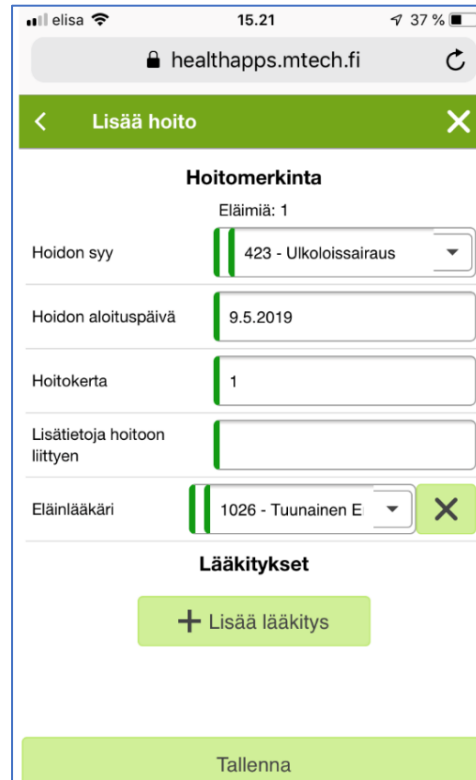 elisa 15.21 37 %
healthapps.mtech.fi
Lisää hoito
Hoitomerkinta
Eläimiä: 1
Hoidon syy 423 - Ulkoloissairaus
Hoidon aloituspäivä 9.5.2019
Hoitokerta 1
Lisätietoja hoitoon
liittyen
Eläinlääkäri 1026 - Tuunainen E
Lääkitykset
+ Lisää lääkitys
Tallenna